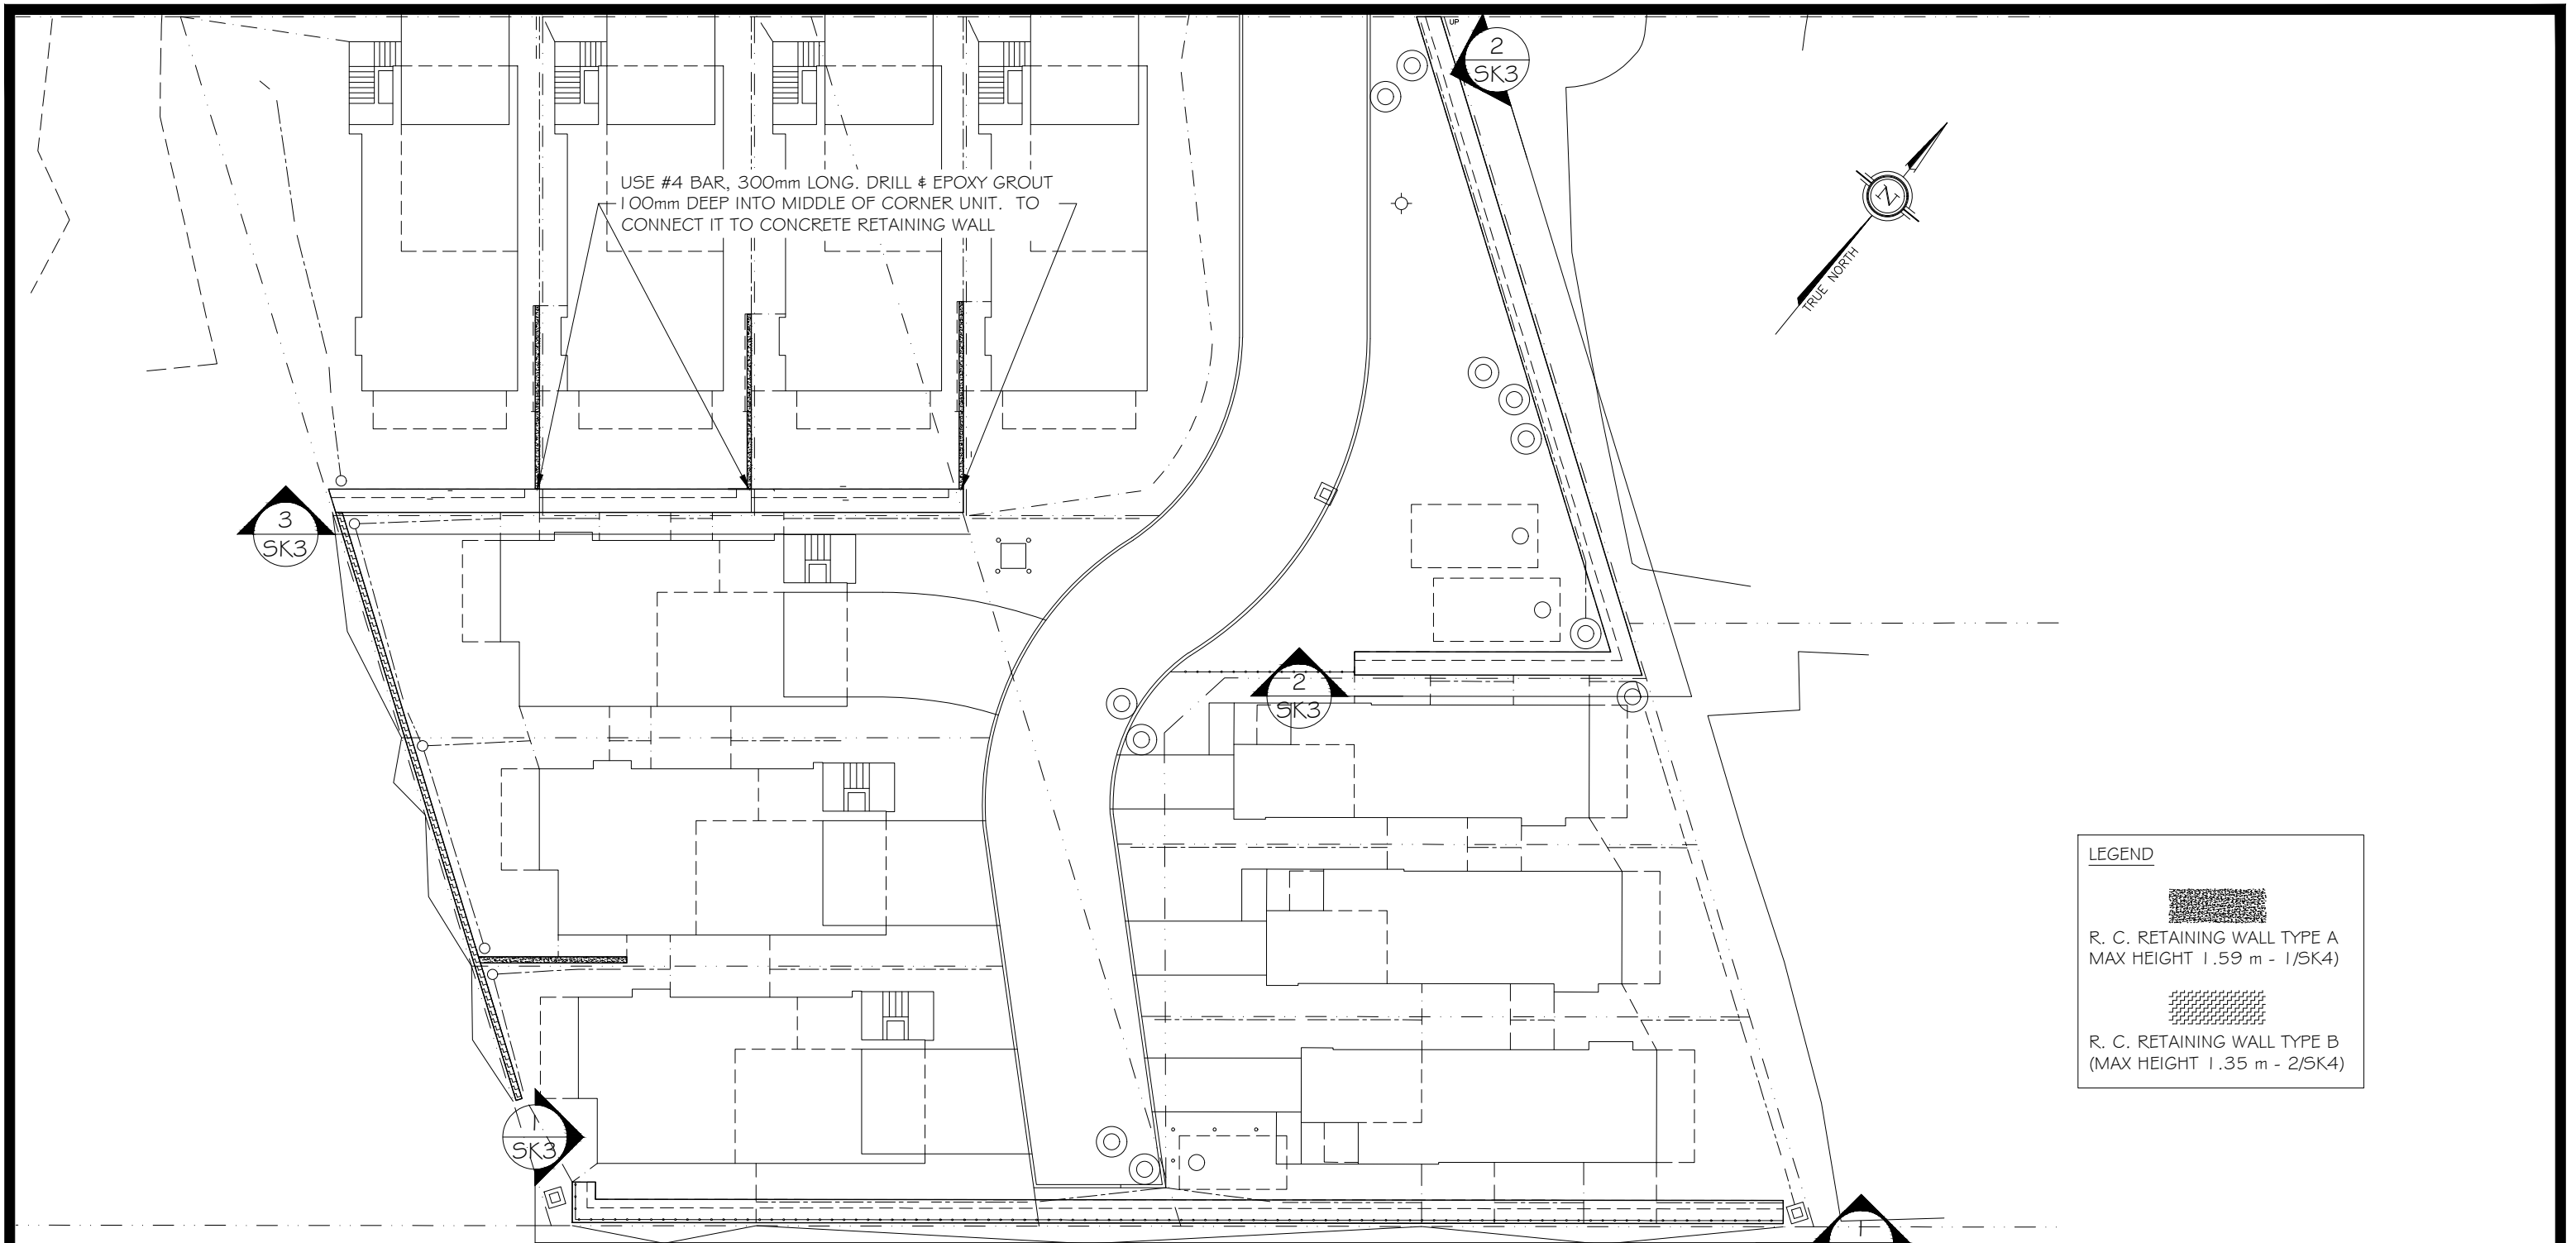 UP
2
SK3
USE #4 BAR, 300mm LONG. DRILL & EPOXY GROUT
100mm DEEP INTO MIDDLE OF CORNER UNIT. TO
CONNECT IT TO CONCRETE RETAINING WALL
N
TRUE NORTH
3
SK3
2
SK3
LEGEND
R. C. RETAINING WALL TYPE A
MAX HEIGHT 1.59 m - 1/SK4)
R. C. RETAINING WALL TYPE B
(MAX HEIGHT 1.35 m - 2/SK4)
1
SK3
1